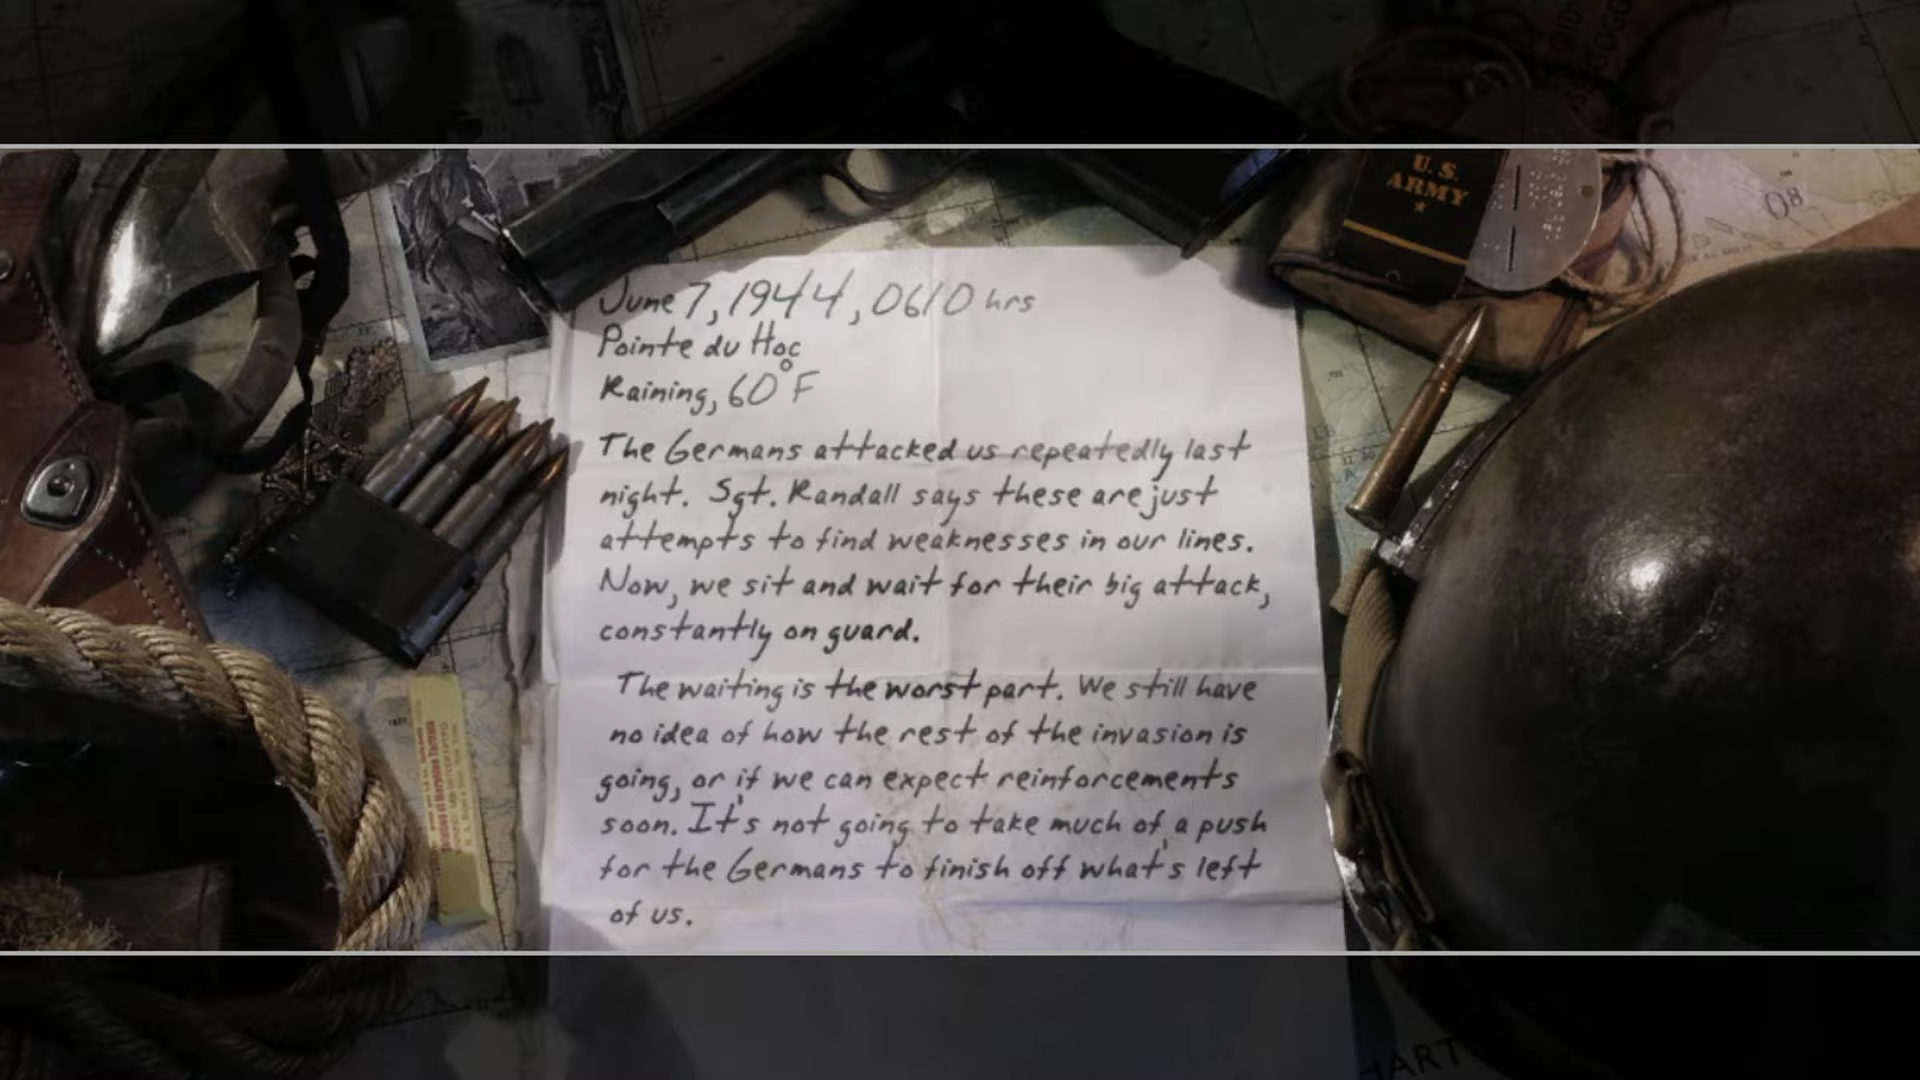 U.S.
ARMY
June 7, 1944, 0610 hrs
Pointe du Hoc
Raining, 60°F
The Germans attacked us repeatedly last
night. Sgt. Randall says these are just
attempts to find weaknesses in our lines.
Now, we sit and wait for their big attack,
constantly on guard.
The waiting is the worst part. We still have
no idea of how the rest of the invasion is
going, or if we can expect reinforcements
soon. It's not going to take much of a push
for the Germans to finish off what's left
of us.